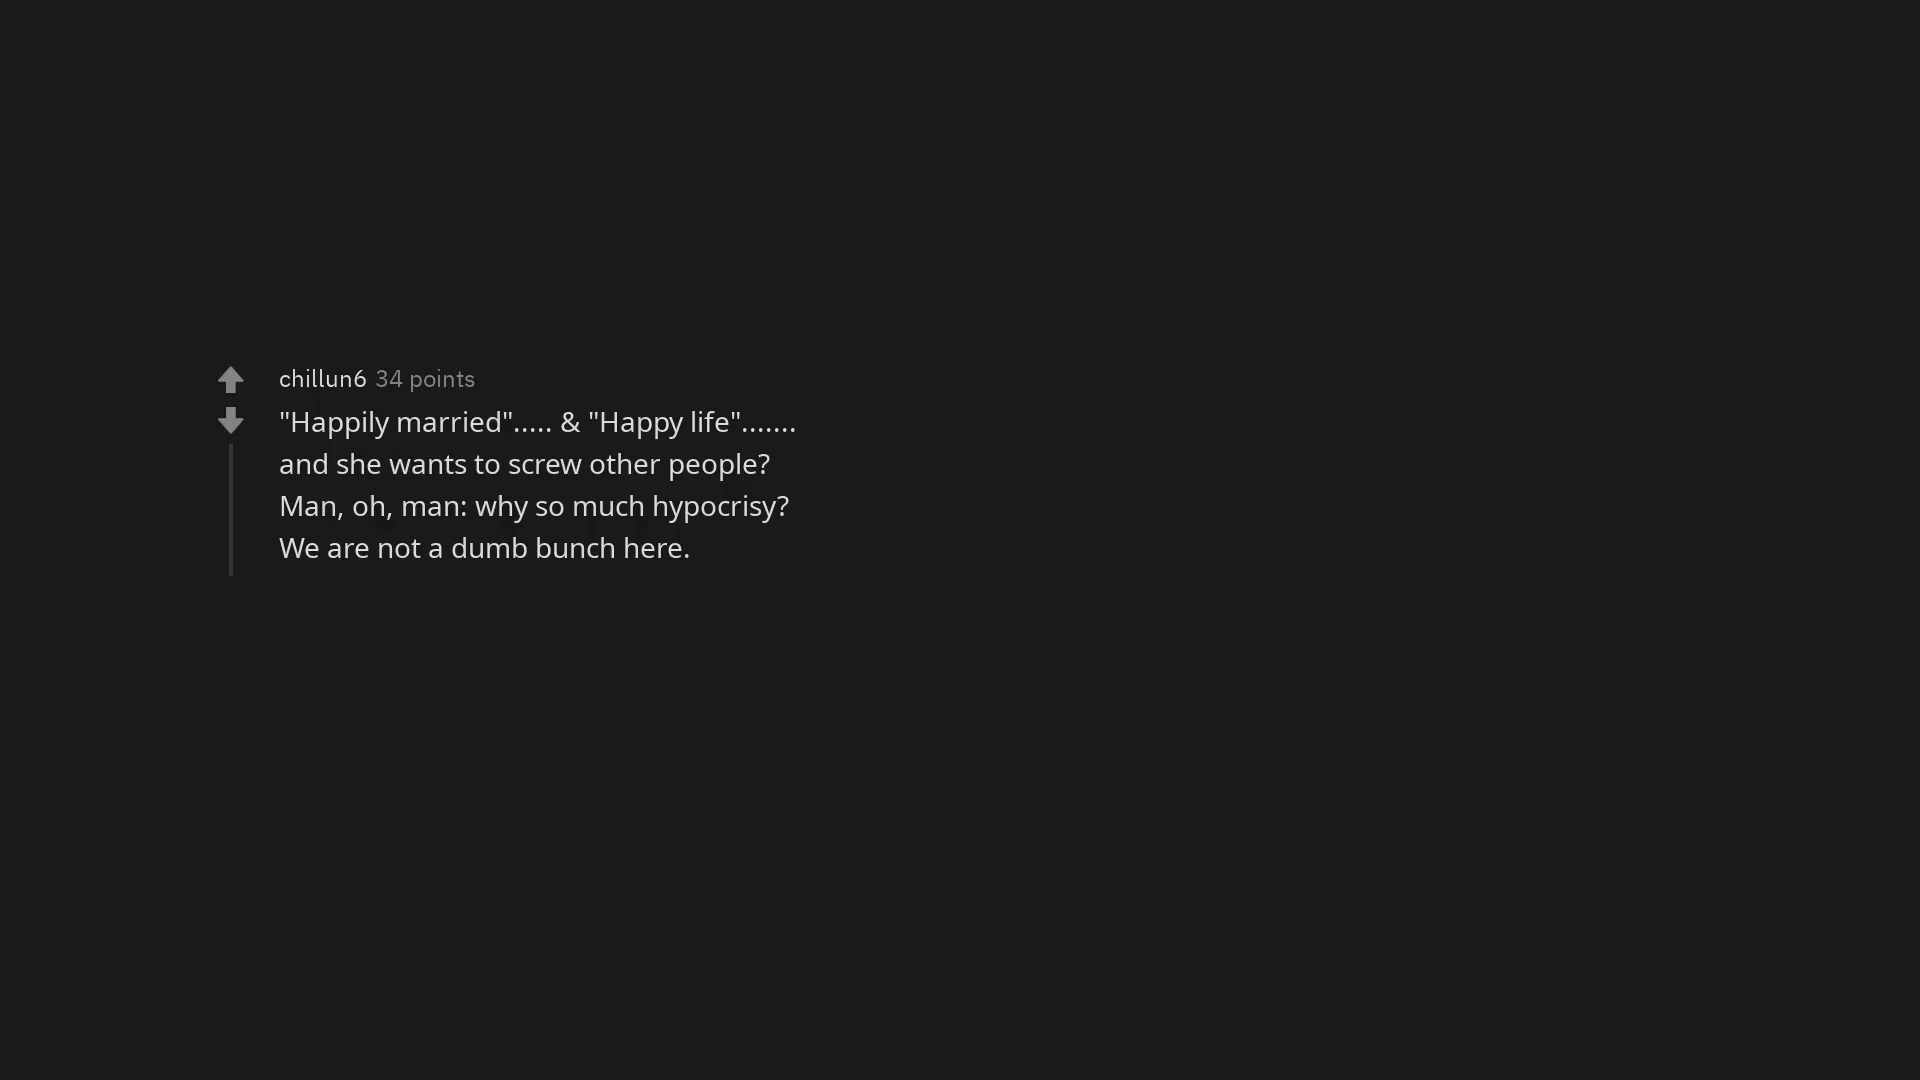 chillun6 34 points
"Happily married"..... & "Happy life".......
and she wants to screw other people?
Man, oh, man: why so much hypocrisy?
We are not a dumb bunch here.